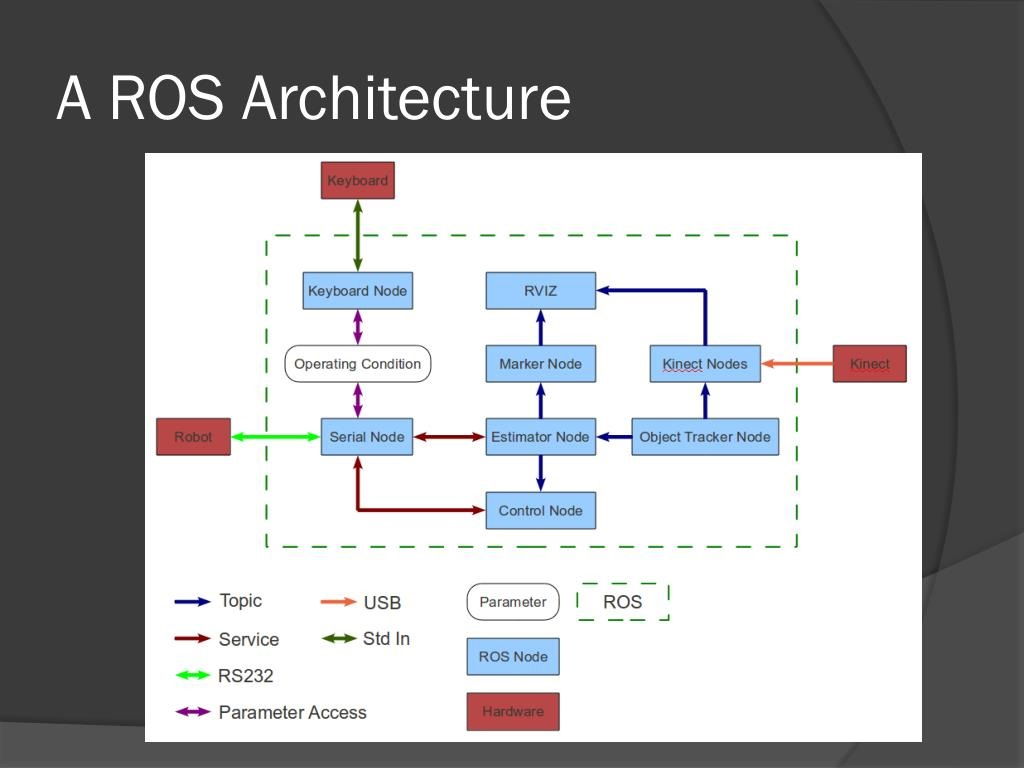 A ROS Architecture
Keyboard
Keyboard Node
RVIZ
Operating Condition
Marker Node
Kinect Nodes
Kinect
Robot
Serial Node
Estimator Node
Object Tracker Node
Control Node
Topic
USB
Parameter
ROS
Service
Std In
ROS Node
RS232
Parameter Access
Hardware